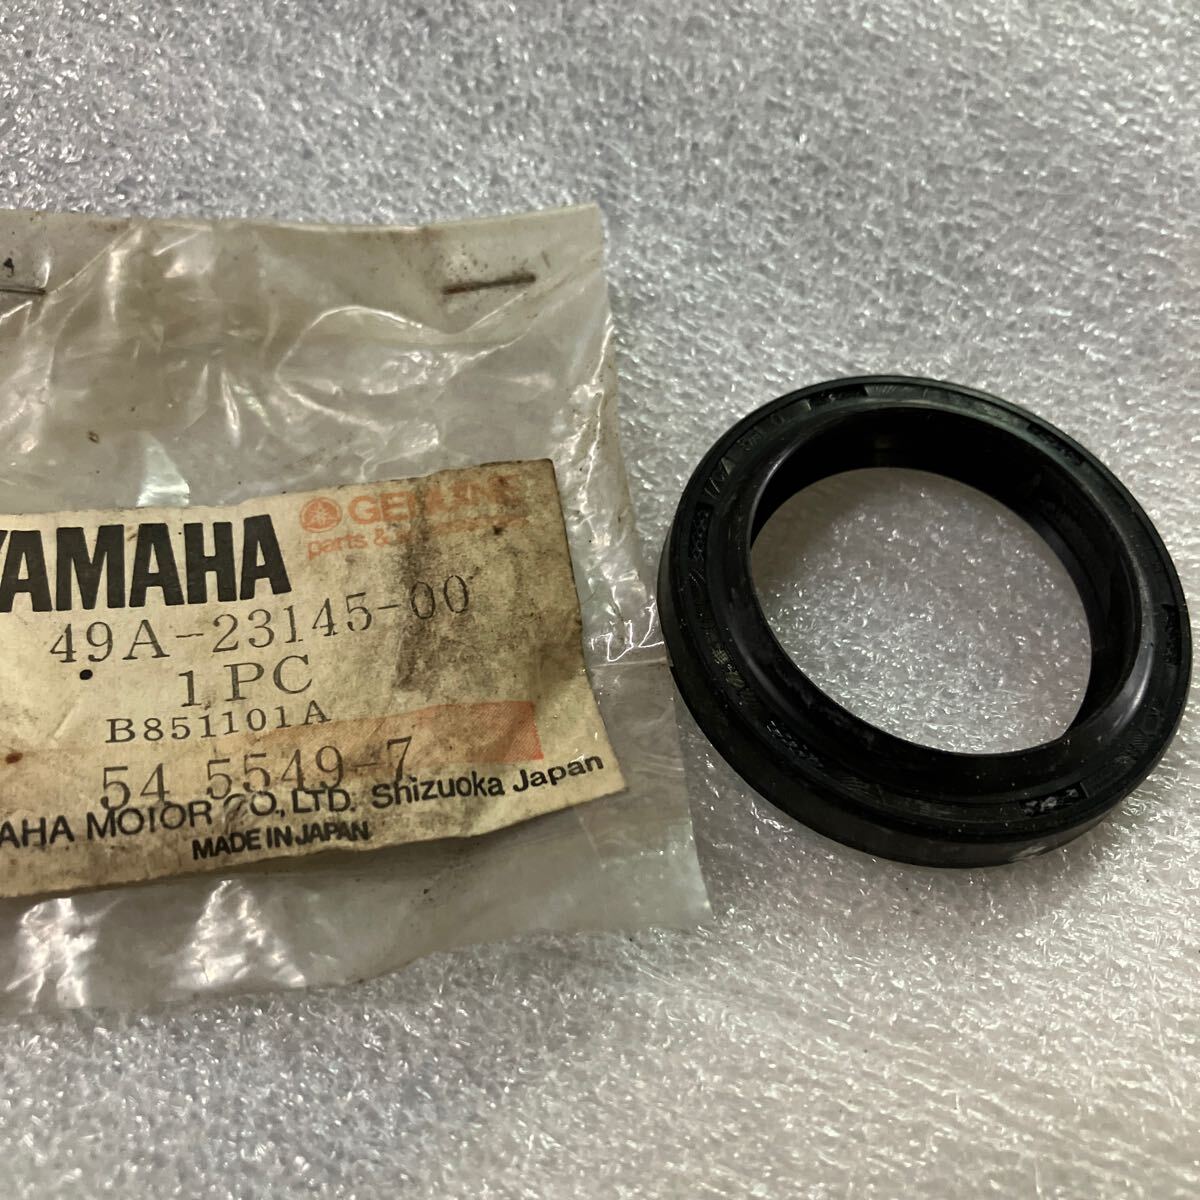 YAMAHA
GENUINE
parts &
49A-23145-00
1 PC
B851101A
54 5549-7
AHA MOTOR CO., LTD. Shizuoka Japan
MADE IN JAPAN